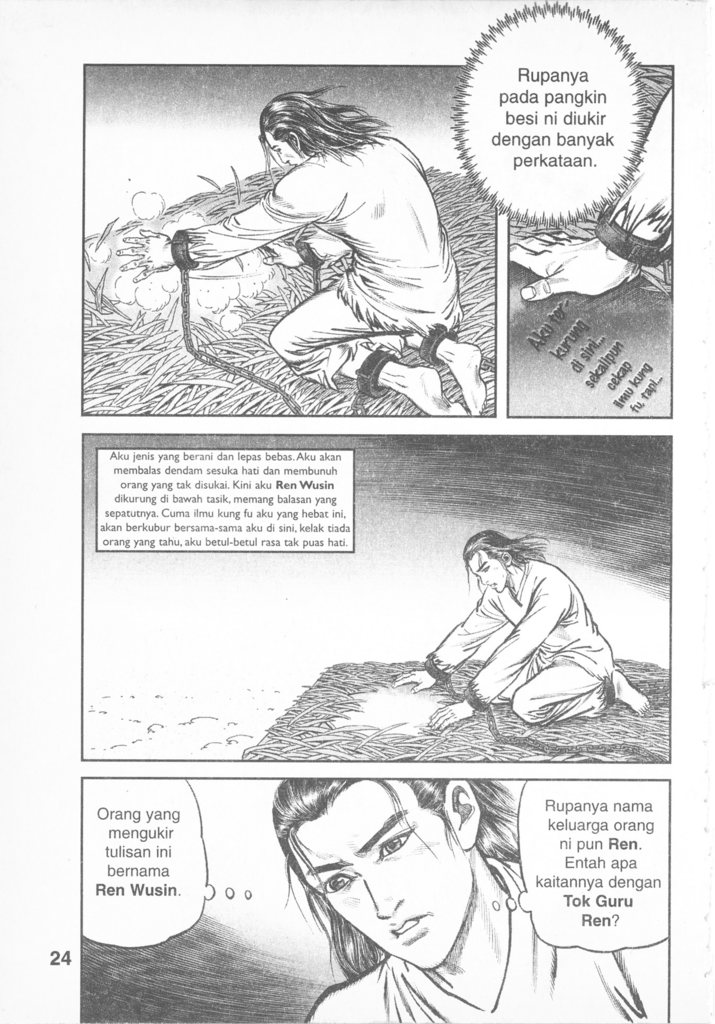 Rupanya
pada pangkin
besi ni diukir
dengan banyak
perkataan.
Aku ter-
kurung
di sini...
sekalipun
cekap
ilmu kung
fu, tapi...
Aku jenis yang berani dan lepas bebas. Aku akan
membalas dendam sesuka hati dan membunuh
orang yang tak disukai. Kini aku Ren Wusin
dikurung di bawah tasik, memang balasan yang
sepatutnya. Cuma ilmu kung fu aku yang hebat ini,
akan berkubur bersama-sama aku di sini, kelak tiada
orang yang tahu, aku betul-betul rasa tak puas hati.
Orang yang
mengukir
tulisan ini
bernama
Ren Wusin.
Rupanya nama
keluarga orang
ni pun Ren.
Entah apa
kaitannya dengan
Tok Guru
Ren?
24